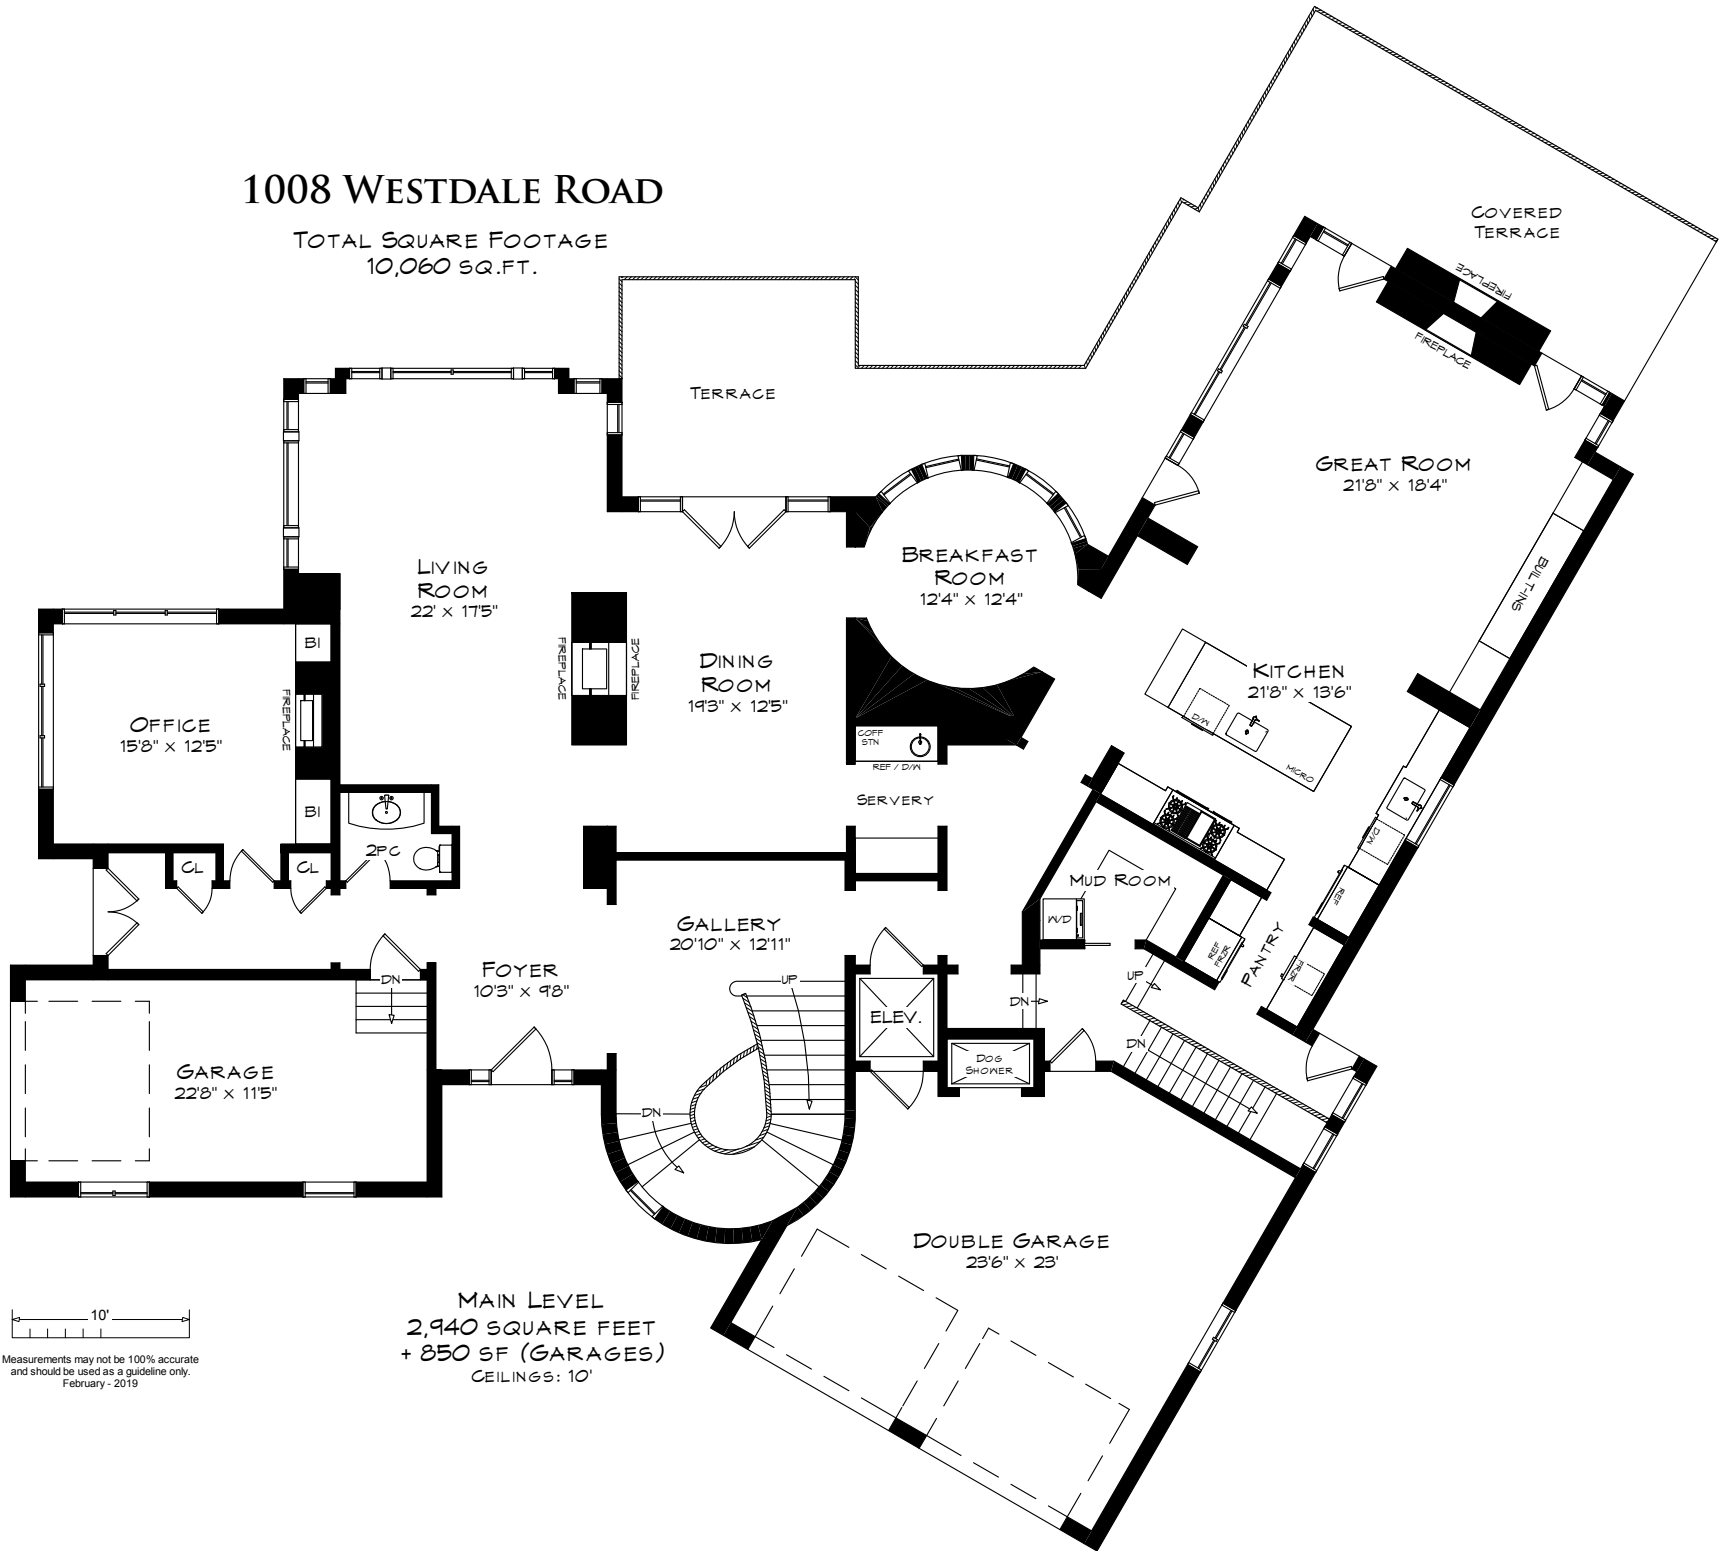 1008 Westdale Road
Total Square Footage
10,060 sq.ft.
Covered
Terrace
Fireplace
Fireplace
Terrace
Great Room
21'8" x 18'4"
Built-ins
Living
Room
22' x 17'5"
Breakfast
Room
12'4" x 12'4"
Fireplace
Fireplace
Dining
Room
19'3" x 12'5"
Kitchen
21'8" x 13'6"
D/W
Micro
BI
Office
15'8" x 12'5"
Fireplace
BI
Coff
Stn
Ref / D/W
Servery
2PC
CL
CL
D/W
Ref
Mud Room
W/D
Ref
Frzr
Pantry
Frzr
Gallery
20'10" x 12'11"
Foyer
10'3" x 9'8"
DN
UP
Elev.
DN
UP
DN
Dog
Shower
Garage
22'8" x 11'5"
DN
Double Garage
23'6" x 23'
Main Level
2,940 square feet
+ 850 sf (Garages)
Ceilings: 10'
10'
Measurements may not be 100% accurate
and should be used as a guideline only.
February - 2019